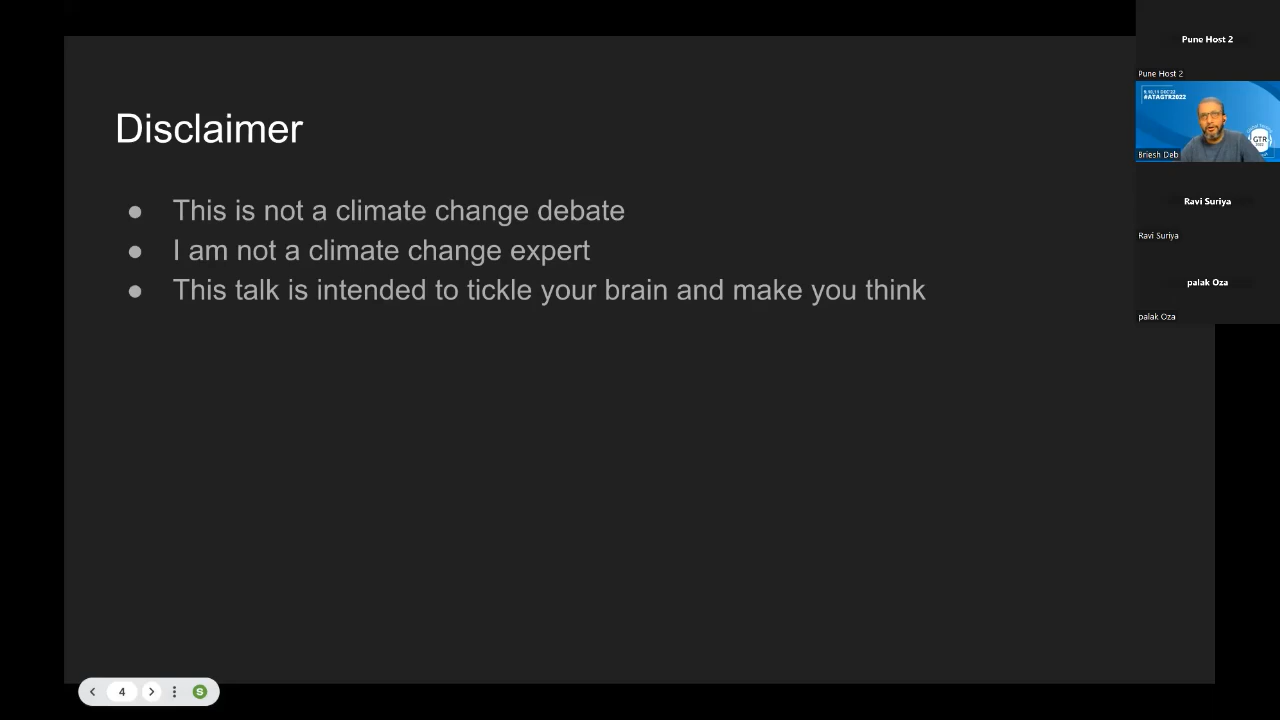 Disclaimer
● This is not a climate change debate
● I am not a climate change expert
● This talk is intended to tickle your brain and make you think
4
S
Pune Host 2
Pune Host 2
#ATAGTR2022
GTR
Briesh Deb
Ravi Suriya
Ravi Suriya
palak Oza
palak Oza